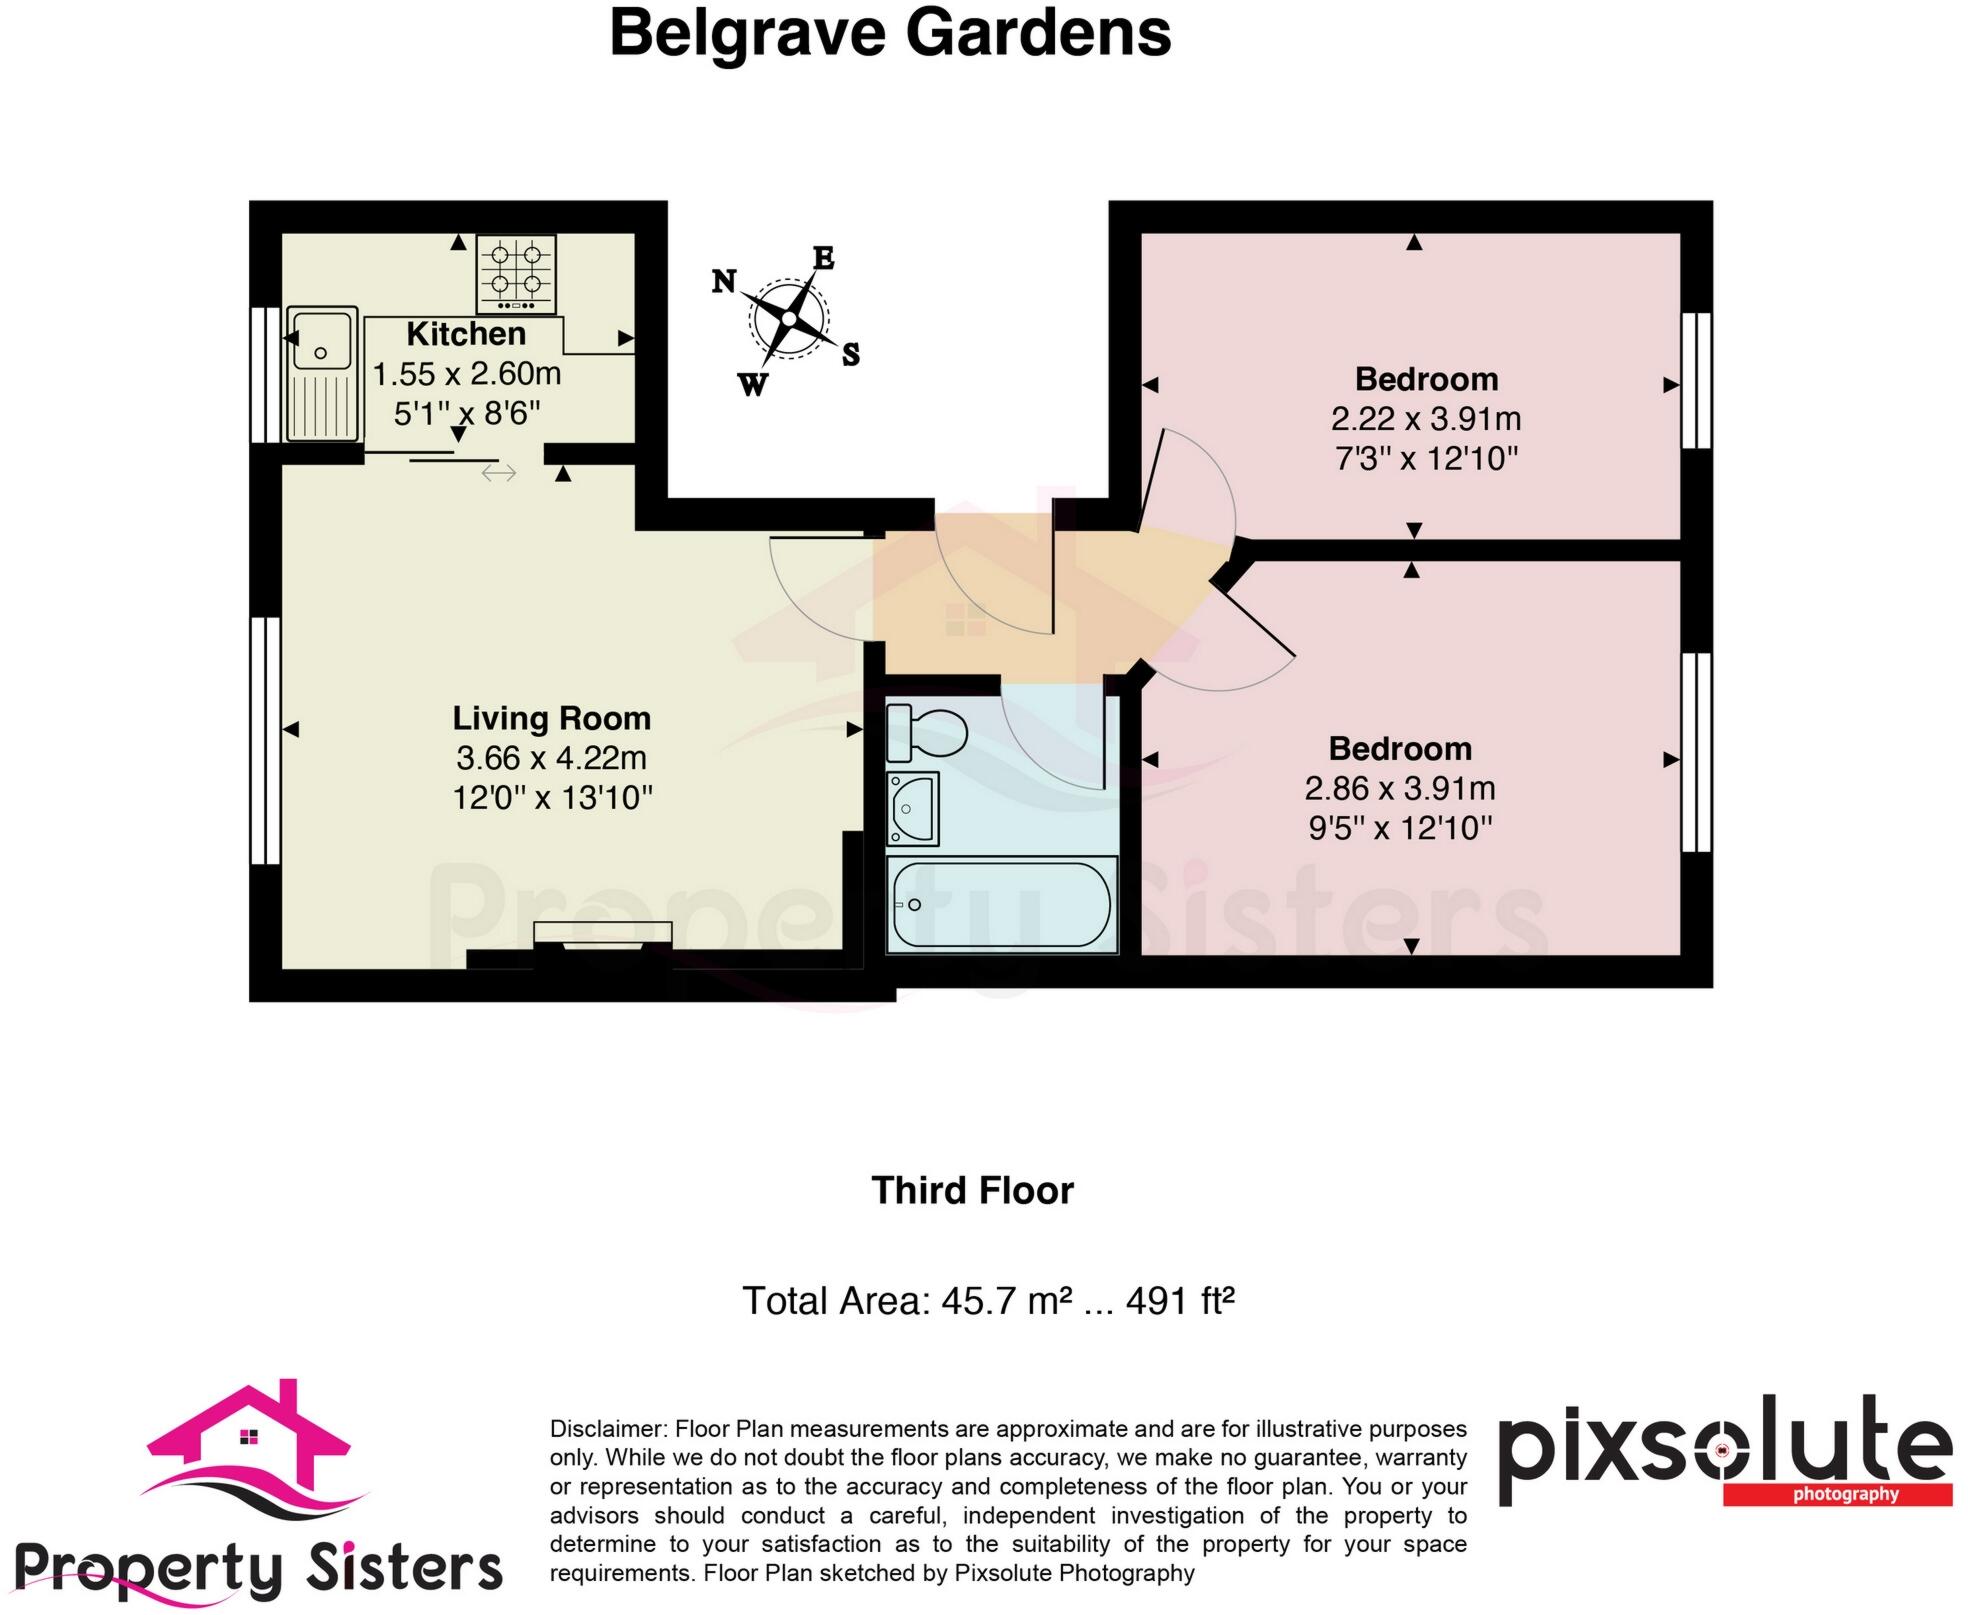 Belgrave Gardens
E
N
S
W
Kitchen
1.55 x 2.60m
5'1" x 8'6"
Bedroom
2.22 x 3.91m
7'3" x 12'10"
Living Room
3.66 x 4.22m
12'0" x 13'10"
Bedroom
2.86 x 3.91m
9'5" x 12'10"
Property Sisters
Third Floor
Total Area: 45.7 m² ... 491 ft²
Property Sisters
Disclaimer: Floor Plan measurements are approximate and are for illustrative purposes
only. While we do not doubt the floor plans accuracy, we make no guarantee, warranty
or representation as to the accuracy and completeness of the floor plan. You or your
advisors should conduct a careful, independent investigation of the property to
determine to your satisfaction as to the suitability of the property for your space
requirements. Floor Plan sketched by Pixsolute Photography
pixsolute
photography